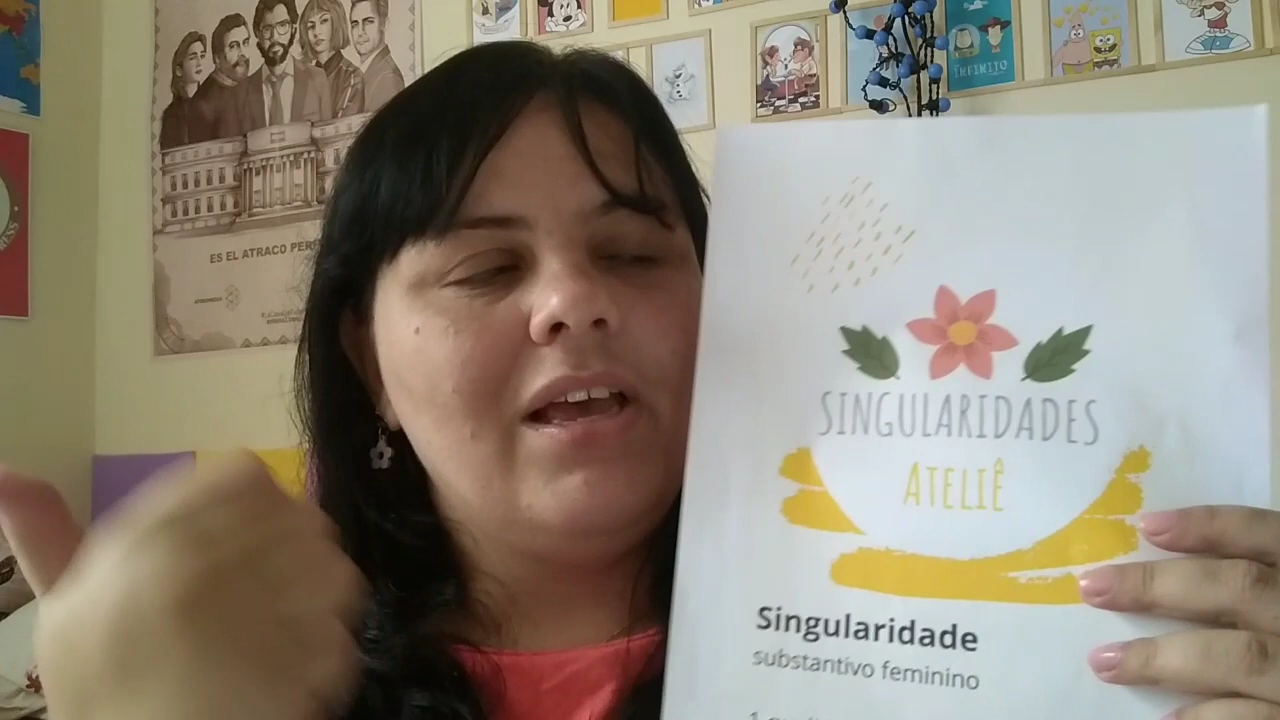 ES EL ATRACO PER
INFINITO
SINGULARIDADES
ATELIÊ
Singularidade
substantivo feminino